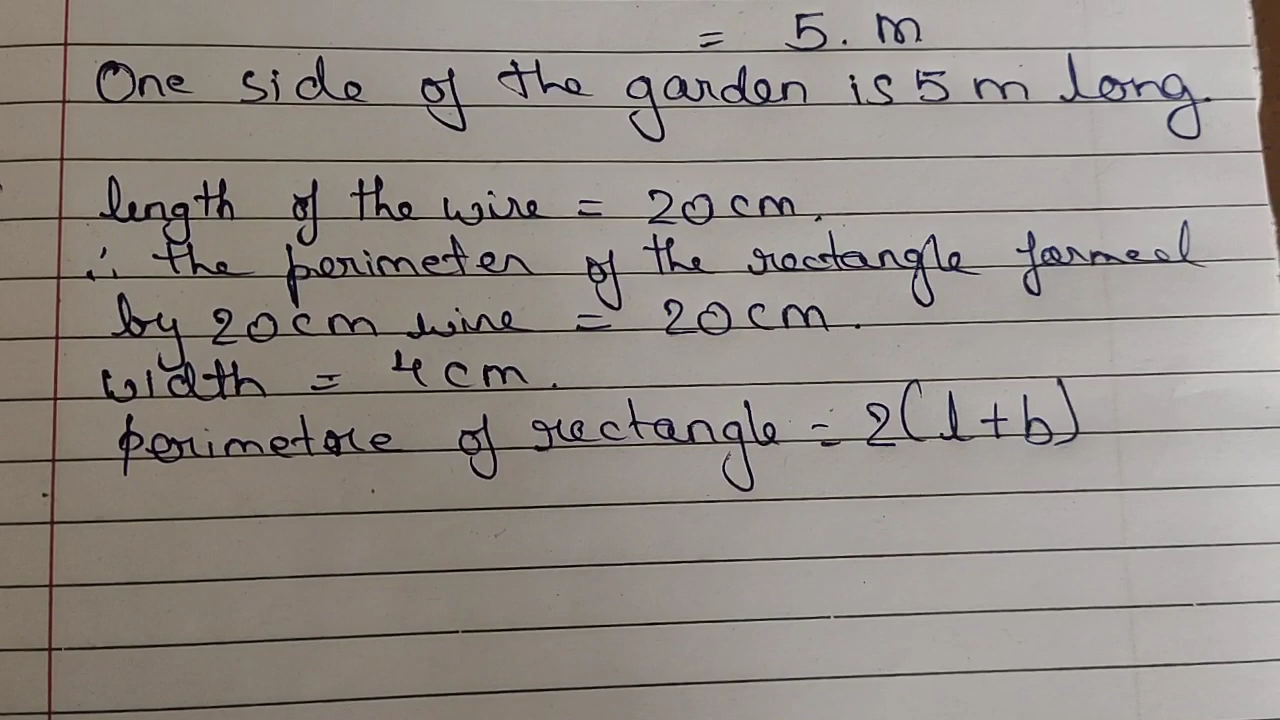 = 5. m
One side of the garden is 5 m long.
length of the wire = 20 cm.
∴ the perimeter of the rectangle formed
by 20 cm wire = 20 cm.
width = 4 cm.
perimetore of rectangle = 2(l+b)